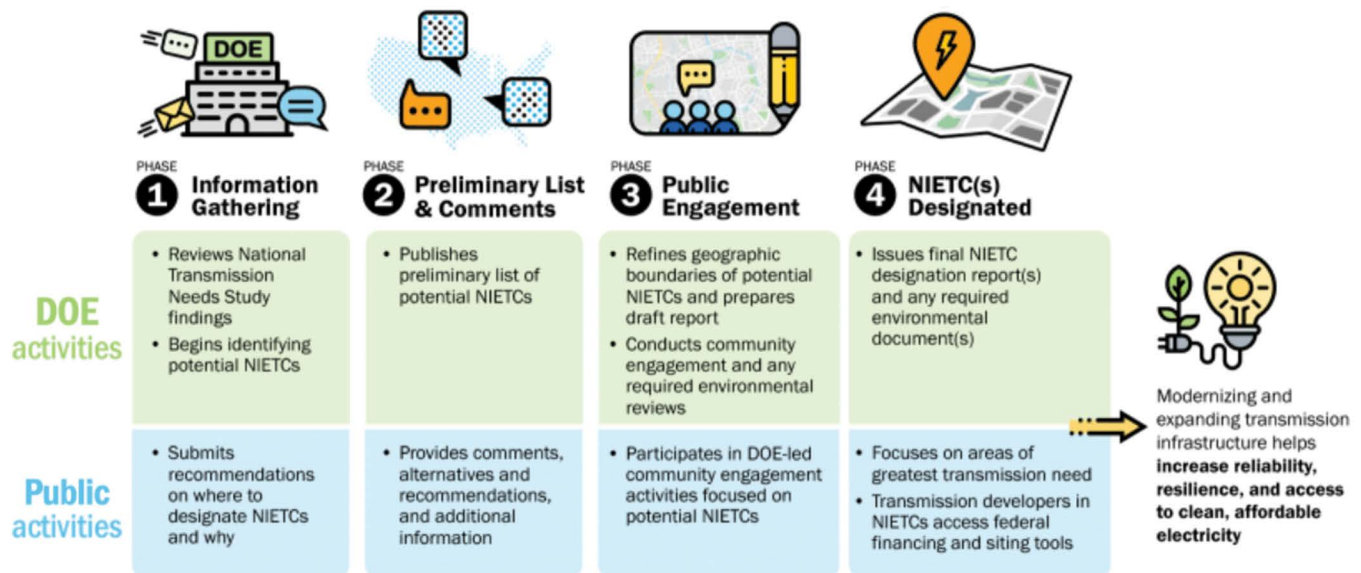 DOE
PHASE
1 Information
Gathering
PHASE
2 Preliminary List
& Comments
PHASE
3 Public
Engagement
PHASE
4 NIETC(s)
Designated
DOE
activities
• Reviews National
Transmission
Needs Study
findings
• Begins identifying
potential NIETCs
• Publishes
preliminary list of
potential NIETCs
• Refines geographic
boundaries of potential
NIETCs and prepares
draft report
• Conducts community
engagement and any
required environmental
reviews
• Issues final NIETC
designation report(s)
and any required
environmental
document(s)
Public
activities
• Submits
recommendations
on where to
designate NIETCs
and why
• Provides comments,
alternatives and
recommendations,
and additional
information
• Participates in DOE-led
community engagement
activities focused on
potential NIETCs
• Focuses on areas of
greatest transmission need
• Transmission developers in
NIETCs access federal
financing and siting tools
Modernizing and
expanding transmission
infrastructure helps
increase reliability,
resilience, and access
to clean, affordable
electricity